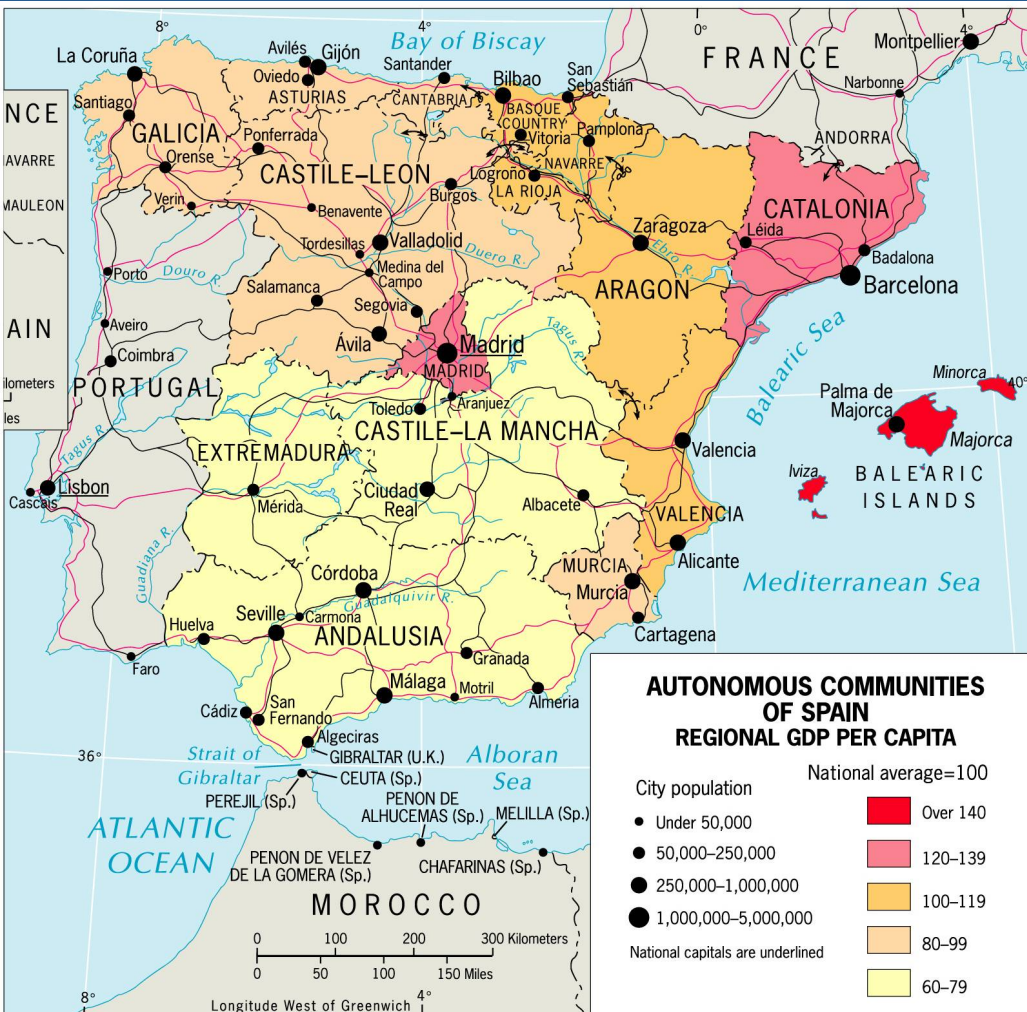 8°
4°
0°
4°
Bay of Biscay
FRANCE
Montpellier
Narbonne
La Coruña
Avilés
Gijón
Oviedo
ASTURIAS
Santander
CANTABRIA
Bilbao
San
Sebastián
BASQUE
COUNTRY
Vitoria
Pamplona
NAVARRE
ANDORRA
Santiago
GALICIA
Orense
Verin
Ponferrada
CASTILE–LEON
Burgos
Logroño
LA RIOJA
Benavente
Tordesillas
Valladolid
Medina del
Campo
Duero R.
Zaragoza
Ebro R.
ARAGON
CATALONIA
Léida
Badalona
Barcelona
NCE
AVARRE
MAULEON
AIN
ilometers
les
Porto
Douro R.
Aveiro
Coimbra
PORTUGAL
Salamanca
Segovia
Ávila
Madrid
MADRID
Tagus R.
Toledo
Aranjuez
Balearic Sea
Minorca
40°
Palma de
Majorca
Majorca
Iviza
BALEARIC
ISLANDS
Tagus R.
Lisbon
Cascais
EXTREMADURA
CASTILE–LA MANCHA
Mérida
Ciudad
Real
Albacete
Valencia
VALENCIA
Alicante
MURCIA
Murcia
Cartagena
Mediterranean Sea
Guadiana R.
Córdoba
Guadalquivir R.
Seville
Carmona
Huelva
ANDALUSIA
Granada
Faro
Málaga
Motril
Almeria
Cádiz
San
Fernando
Algeciras
GIBRALTAR (U.K.)
36°
Strait of
Gibraltar
CEUTA (Sp.)
PEREJIL (Sp.)
Alboran
Sea
PENON DE
ALHUCEMAS (Sp.)
MELILLA (Sp.)
ATLANTIC
OCEAN
PENON DE VELEZ
DE LA GOMERA (Sp.)
CHAFARINAS (Sp.)
MOROCCO
0 100 200 300 Kilometers
0 50 100 150 Miles
8°
Longitude West of Greenwich
4°
AUTONOMOUS COMMUNITIES
OF SPAIN
REGIONAL GDP PER CAPITA
City population
Under 50,000
50,000–250,000
250,000–1,000,000
1,000,000–5,000,000
National capitals are underlined
National average=100
Over 140
120–139
100–119
80–99
60–79